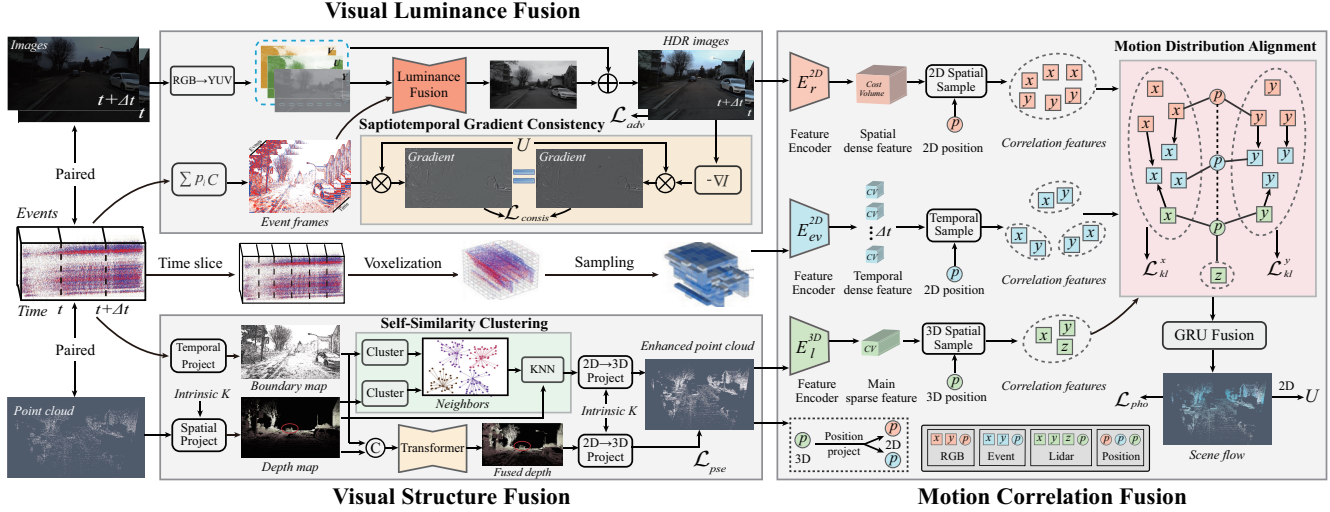 Visual Luminance Fusion
Images
t+Δt
t
RGB→YUV
V
U
Y
Luminance
Fusion
HDR images
t+Δt
t
ℒadv
Saptiotemporal Gradient Consistency
U
Gradient
Gradient
-∇I
ℒconsis
Paired
∑ piC
Event frames
Events
Time
t
t+Δt
Time slice
Voxelization
Sampling
Paired
Point cloud
Self-Similarity Clustering
Temporal
Project
Boundary map
Intrinsic K
Spatial
Project
Depth map
Cluster
Cluster
Neighbors
KNN
2D→3D
Project
Intrinsic K
2D→3D
Project
C
Transformer
Fused depth
Enhanced point cloud
ℒpse
Visual Structure Fusion
E2Dr
Feature
Encoder
Cost
Volume
Spatial
dense feature
2D Spatial
Sample
p
2D position
x x x
y y y
Correlation features
E2Dev
Feature
Encoder
CV
CV
Δt
CV
Temporal
dense feature
Temporal
Sample
p
2D position
x y
x y
y x
Correlation features
E3Dl
Feature
Encoder
CV
Main
sparse feature
3D Spatial
Sample
p
3D position
x y
z
Correlation features
Motion Distribution Alignment
x
y
x
p
y
x
x
y
y
x
p
y
x
y
x
p
y
ℒxkl
z
ℒykl
GRU Fusion
ℒpho
2D
U
Scene flow
p
3D
Position
project
p
2D
p
x y p
RGB
x y p
Event
x y z p
Lidar
p p p
Position
Motion Correlation Fusion